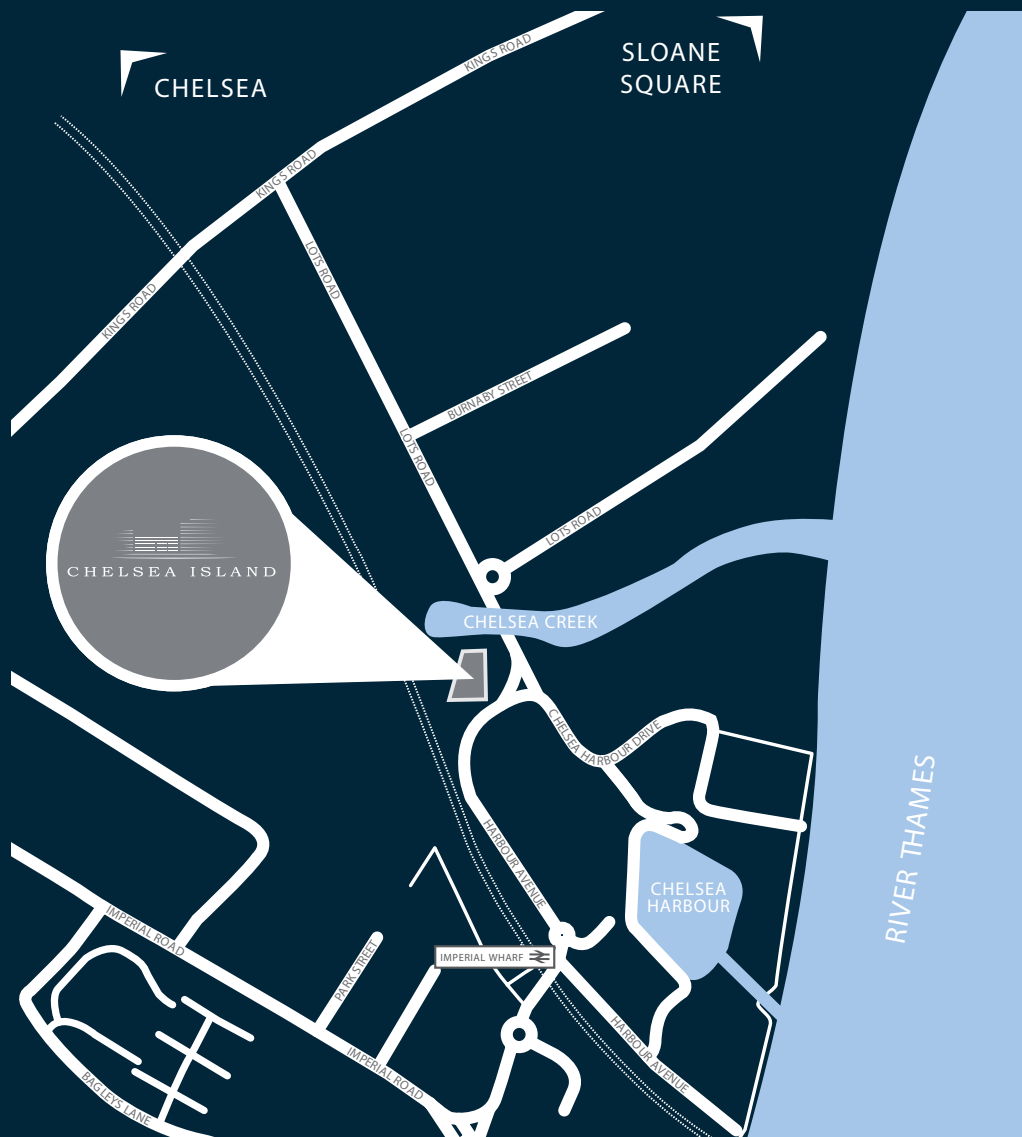 KINGS ROAD
SLOANE
SQUARE
CHELSEA
KINGS ROAD
LOTS ROAD
KINGS ROAD
BURNABY STREET
LOTS ROAD
LOTS ROAD
CHELSEA ISLAND
CHELSEA CREEK
CHELSEA HARBOUR DRIVE
RIVER THAMES
HARBOUR AVENUE
CHELSEA
HARBOUR
IMPERIAL ROAD
PARK STREET
IMPERIAL WHARF
HARBOUR AVENUE
IMPERIAL ROAD
BAGLEYS LANE